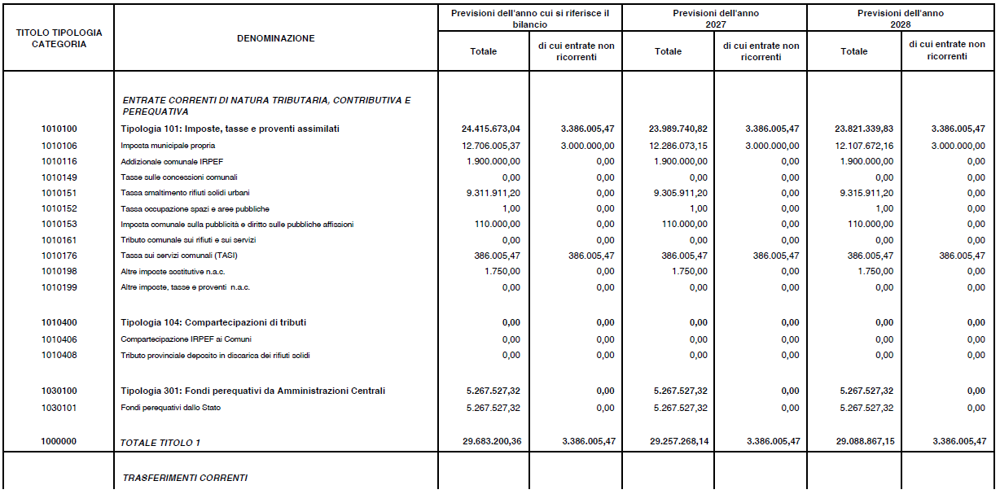 TITOLO TIPOLOGIA CATEGORIA | DENOMINAZIONE | Previsioni dell'anno cui si riferisce il bilancio | Previsioni dell'anno 2027 | Previsioni dell'anno 2028
Totale | di cui entrate non ricorrenti | Totale | di cui entrate non ricorrenti | Totale | di cui entrate non ricorrenti
ENTRATE CORRENTI DI NATURA TRIBUTARIA, CONTRIBUTIVA E
PEREQUATIVA
1010100 Tipologia 101: Imposte, tasse e proventi assimilati 24.415.673,04 3.386.005,47 23.989.740,82 3.386.005,47 23.821.339,83 3.386.005,47
1010106 Imposta municipale propria 12.706.005,37 3.000.000,00 12.286.073,15 3.000.000,00 12.107.672,16 3.000.000,00
1010116 Addizionale comunale IRPEF 1.900.000,00 0,00 1.900.000,00 0,00 1.900.000,00 0,00
1010149 Tasse sulle concessioni comunali 0,00 0,00 0,00 0,00 0,00 0,00
1010151 Tassa smaltimento rifiuti solidi urbani 9.311.911,20 0,00 9.305.911,20 0,00 9.315.911,20 0,00
1010152 Tassa occupazione spazi e aree pubbliche 1,00 0,00 1,00 0,00 1,00 0,00
1010153 Imposta comunale sulla pubblicità e diritto sulle pubbliche affissioni 110.000,00 0,00 110.000,00 0,00 110.000,00 0,00
1010161 Tributo comunale sui rifiuti e sui servizi 0,00 0,00 0,00 0,00 0,00 0,00
1010176 Tassa sui servizi comunali (TASI) 386.005,47 386.005,47 386.005,47 386.005,47 386.005,47 386.005,47
1010198 Altre imposte sostitutive n.a.c. 1.750,00 0,00 1.750,00 0,00 1.750,00 0,00
1010199 Altre imposte, tasse e proventi n.a.c. 0,00 0,00 0,00 0,00 0,00 0,00
1010400 Tipologia 104: Compartecipazioni di tributi 0,00 0,00 0,00 0,00 0,00 0,00
1010406 Compartecipazione IRPEF ai Comuni 0,00 0,00 0,00 0,00 0,00 0,00
1010408 Tributo provinciale deposito in discarica dei rifiuti solidi 0,00 0,00 0,00 0,00 0,00 0,00
1030100 Tipologia 301: Fondi perequativi da Amministrazioni Centrali 5.267.527,32 0,00 5.267.527,32 0,00 5.267.527,32 0,00
1030101 Fondi perequativi dallo Stato 5.267.527,32 0,00 5.267.527,32 0,00 5.267.527,32 0,00
1000000 TOTALE TITOLO 1 29.683.200,36 3.386.005,47 29.257.268,14 3.386.005,47 29.088.867,15 3.386.005,47
TRASFERIMENTI CORRENTI